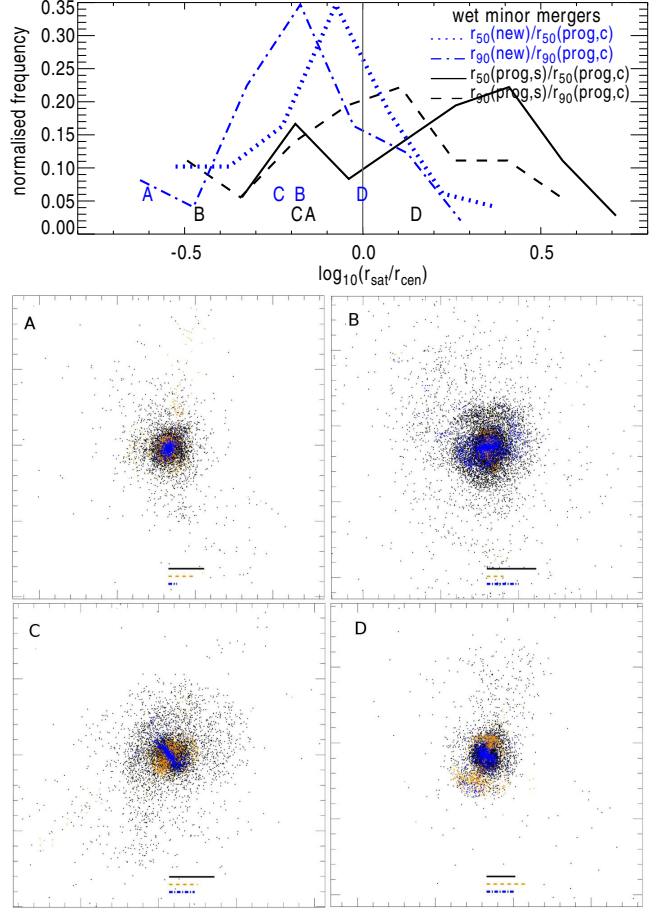 wet minor mergers
r50(new)/r50(prog,c)
r90(new)/r90(prog,c)
r50(prog,s)/r50(prog,c)
r90(prog,s)/r90(prog,c)
normalised frequency
0.35
0.30
0.25
0.20
0.15
0.10
0.05
0.00
A C B D
B C A D
-0.5 0.0 0.5
log10(rsat/rcen)
A
B
C
D